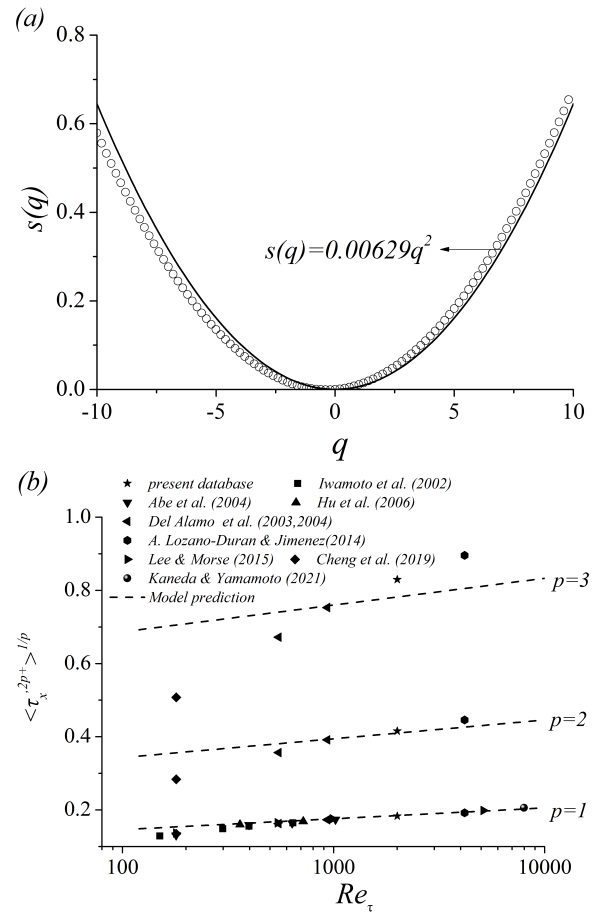 (a)
0.8
0.6
0.4
0.2
0.0
s(q)
s(q)=0.00629q²
-10 -5 0 5 10
q
(b)
★ present database ■ Iwamoto et al. (2002)
▼ Abe et al. (2004) ▲ Hu et al. (2006)
◀ Del Alamo et al. (2003,2004)
⬢ A. Lozano-Duran & Jimenez(2014)
▶ Lee & Morse (2015) ◆ Cheng et al. (2019)
Kaneda & Yamamoto (2021)
Model prediction
1.0
0.8
0.6
0.4
0.2
<τₓ'^{,2p+}>^{1/p}
p=3
p=2
p=1
100 1000 10000
Re_τ